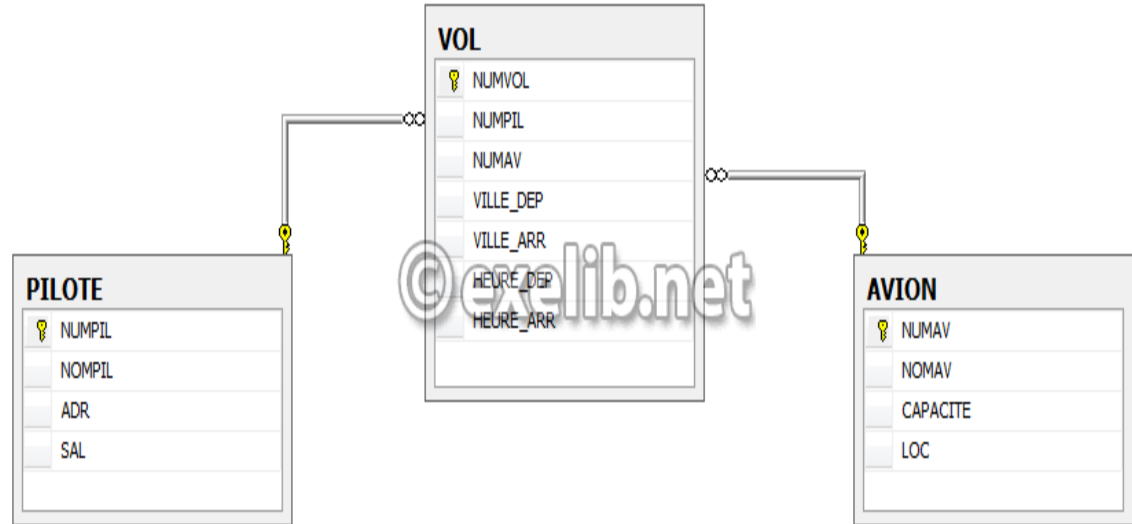 VOL
NUMVOL
NUMPIL
NUMAV
VILLE_DEP
VILLE_ARR
HEURE_DEP
HEURE_ARR
©exelib.net
PILOTE
NUMPIL
NOMPIL
ADR
SAL
AVION
NUMAV
NOMAV
CAPACITE
LOC